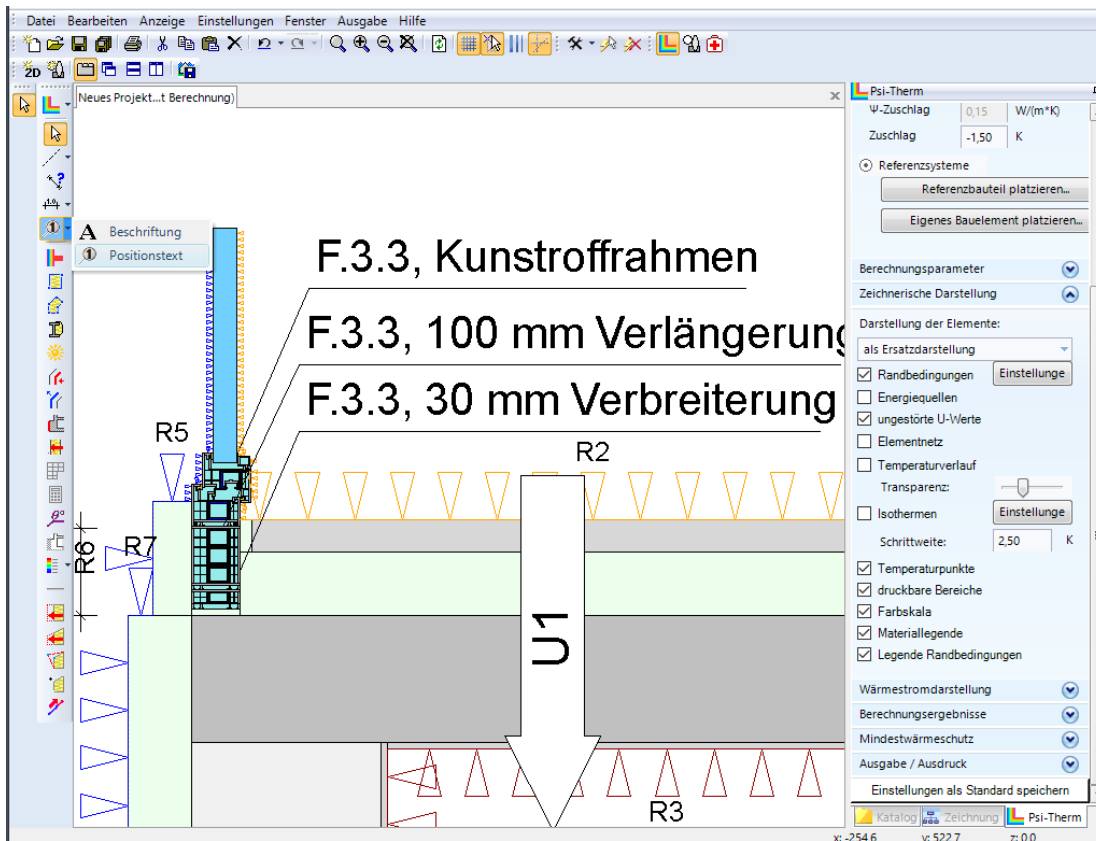 Datei Bearbeiten Anzeige Einstellungen Fenster Ausgabe Hilfe
2D
Neues Projekt...t Berechnung)
A Beschriftung
1 Positionstext
F.3.3, Kunstroffrahmen
F.3.3, 100 mm Verlängerung
F.3.3, 30 mm Verbreiterung
R5
R2
R7
R6
U1
R3
Psi-Therm
Ψ-Zuschlag 0,15 W/(m*K)
Zuschlag -1,50 K
Referenzsysteme
Referenzbauteil platzieren...
Eigenes Bauelement platzieren...
Berechnungsparameter
Zeichnerische Darstellung
Darstellung der Elemente:
als Ersatzdarstellung
Randbedingungen Einstellunge
Energiequellen
ungestörte U-Werte
Elementnetz
Temperaturverlauf
Transparenz:
Isothermen Einstellunge
Schrittweite: 2,50 K
Temperaturpunkte
druckbare Bereiche
Farbskala
Materiallegende
Legende Randbedingungen
Wärmestromdarstellung
Berechnungsergebnisse
Mindestwärmeschutz
Ausgabe / Ausdruck
Einstellungen als Standard speichern
Katalog Zeichnung Psi-Therm
x: -254,6 y: 522,7 z: 0,0